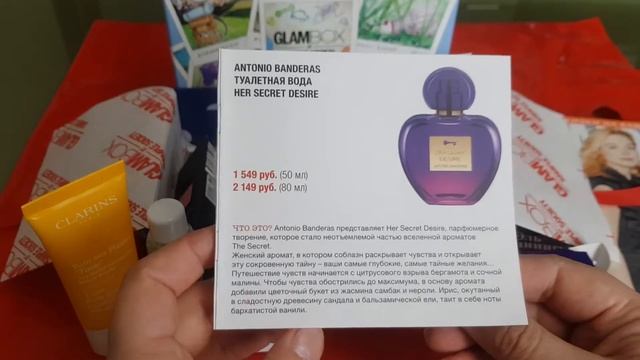 GLAMBOX
ANTONIO BANDERAS
ТУАЛЕТНАЯ ВОДА
HER SECRET DESIRE
DESIRE
1 549 руб. (50 мл)
2 149 руб. (80 мл)
CLARINS
ЧТО ЭТО? Antonio Banderas представляет Her Secret Desire, парфюмерное
творение, которое стало неотъемлемой частью вселенной ароматов
The Secret.
Женский аромат, в котором соблазн раскрывает чувства и открывает
эту сокровенную тайну – ваши самые глубокие, самые тайные желания...
Путешествие чувств начинается с цитрусового взрыва бергамота и сочной
малины. Чтобы чувства обострились до максимума, в основу аромата
добавили цветочный букет из жасмина самбак и нероли. Ирис, окутанный
в сладостную древесину сандала и бальзамической ели, таит в себе ноты
бархатистой ванили.